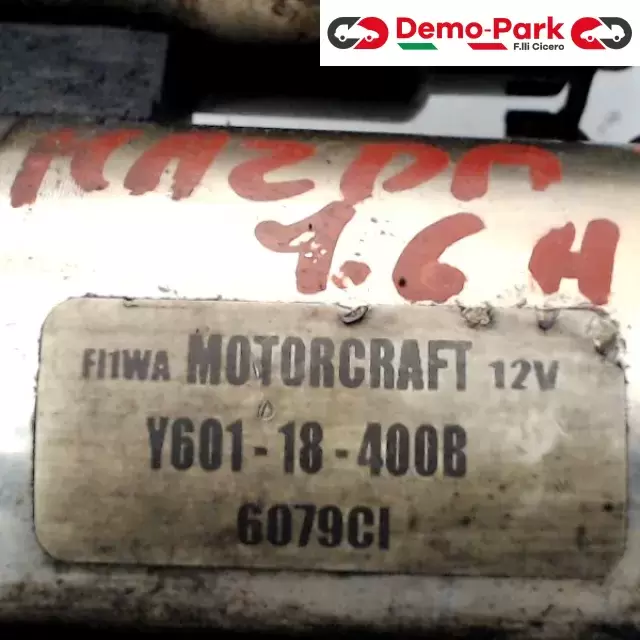 Demo-Park
F.lli Cicero
MAZDA
1.6 H
FI1WA MOTORCRAFT 12V
Y601-18-400B
6079CI